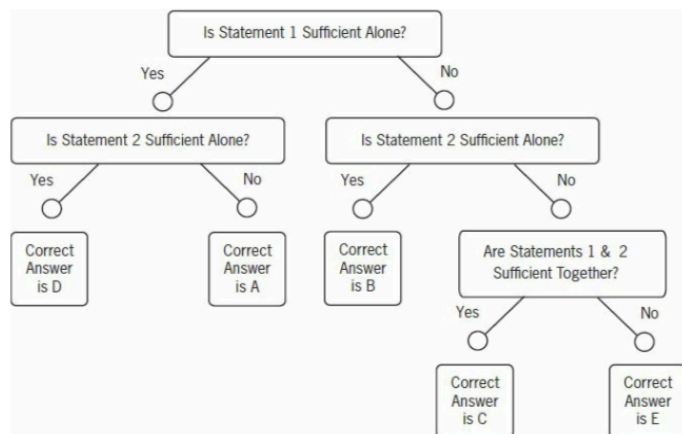 Is Statement 1 Sufficient Alone?
Yes
No
Is Statement 2 Sufficient Alone?
Is Statement 2 Sufficient Alone?
Yes
No
Yes
No
Correct
Answer
is D
Correct
Answer
is A
Correct
Answer
is B
Are Statements 1 & 2
Sufficient Together?
Yes
No
Correct
Answer
is C
Correct
Answer
is E